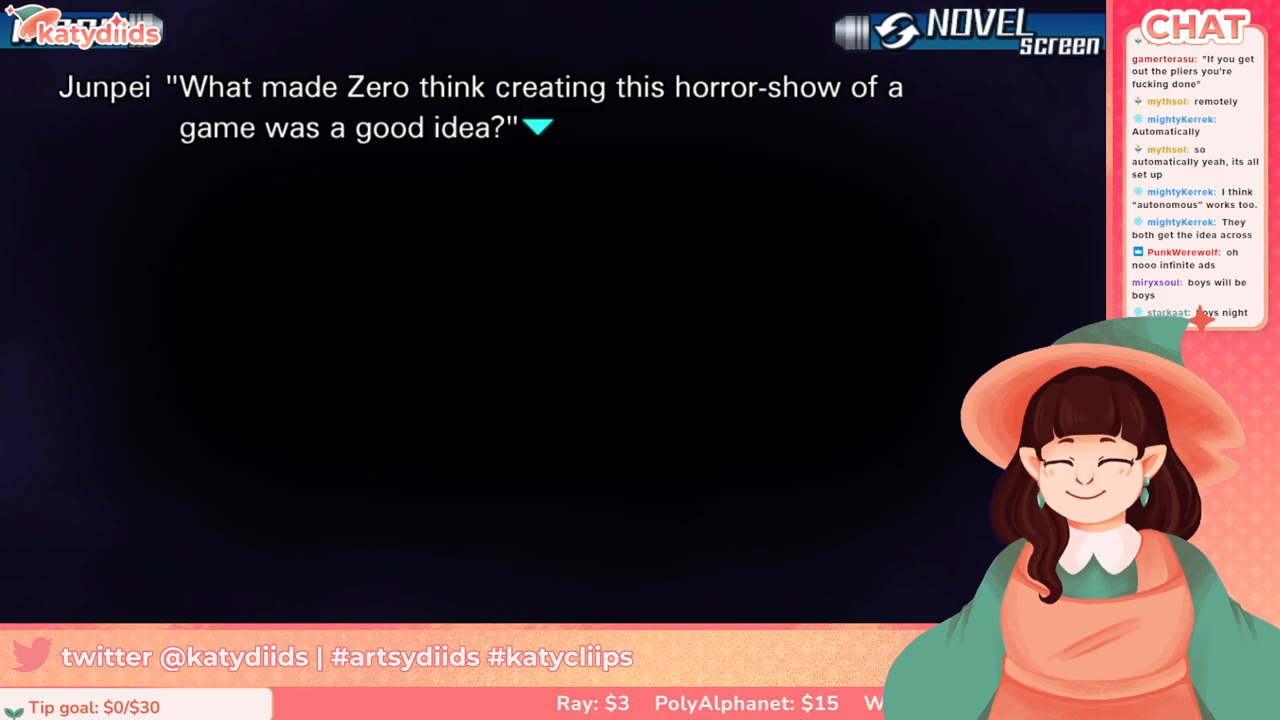 katydiids
NOVEL
screen
CHAT
Junpei "What made Zero think creating this horror-show of a
game was a good idea?"
gamerterasu: "If you get
out the pliers you're
fucking done"
mythsol: remotely
mightyKerrek:
Automatically
mythsol: so
automatically yeah, its all
set up
mightyKerrek: I think
“autonomous” works too.
mightyKerrek: They
both get the idea across
PunkWerewolf: oh
nooo infinite ads
miryxsoul: boys will be
boys
starkaat: boys night
twitter @katydiids | #artsydiids #katycliips
Tip goal: $0/$30
Ray: $3 PolyAlphanet: $15 W